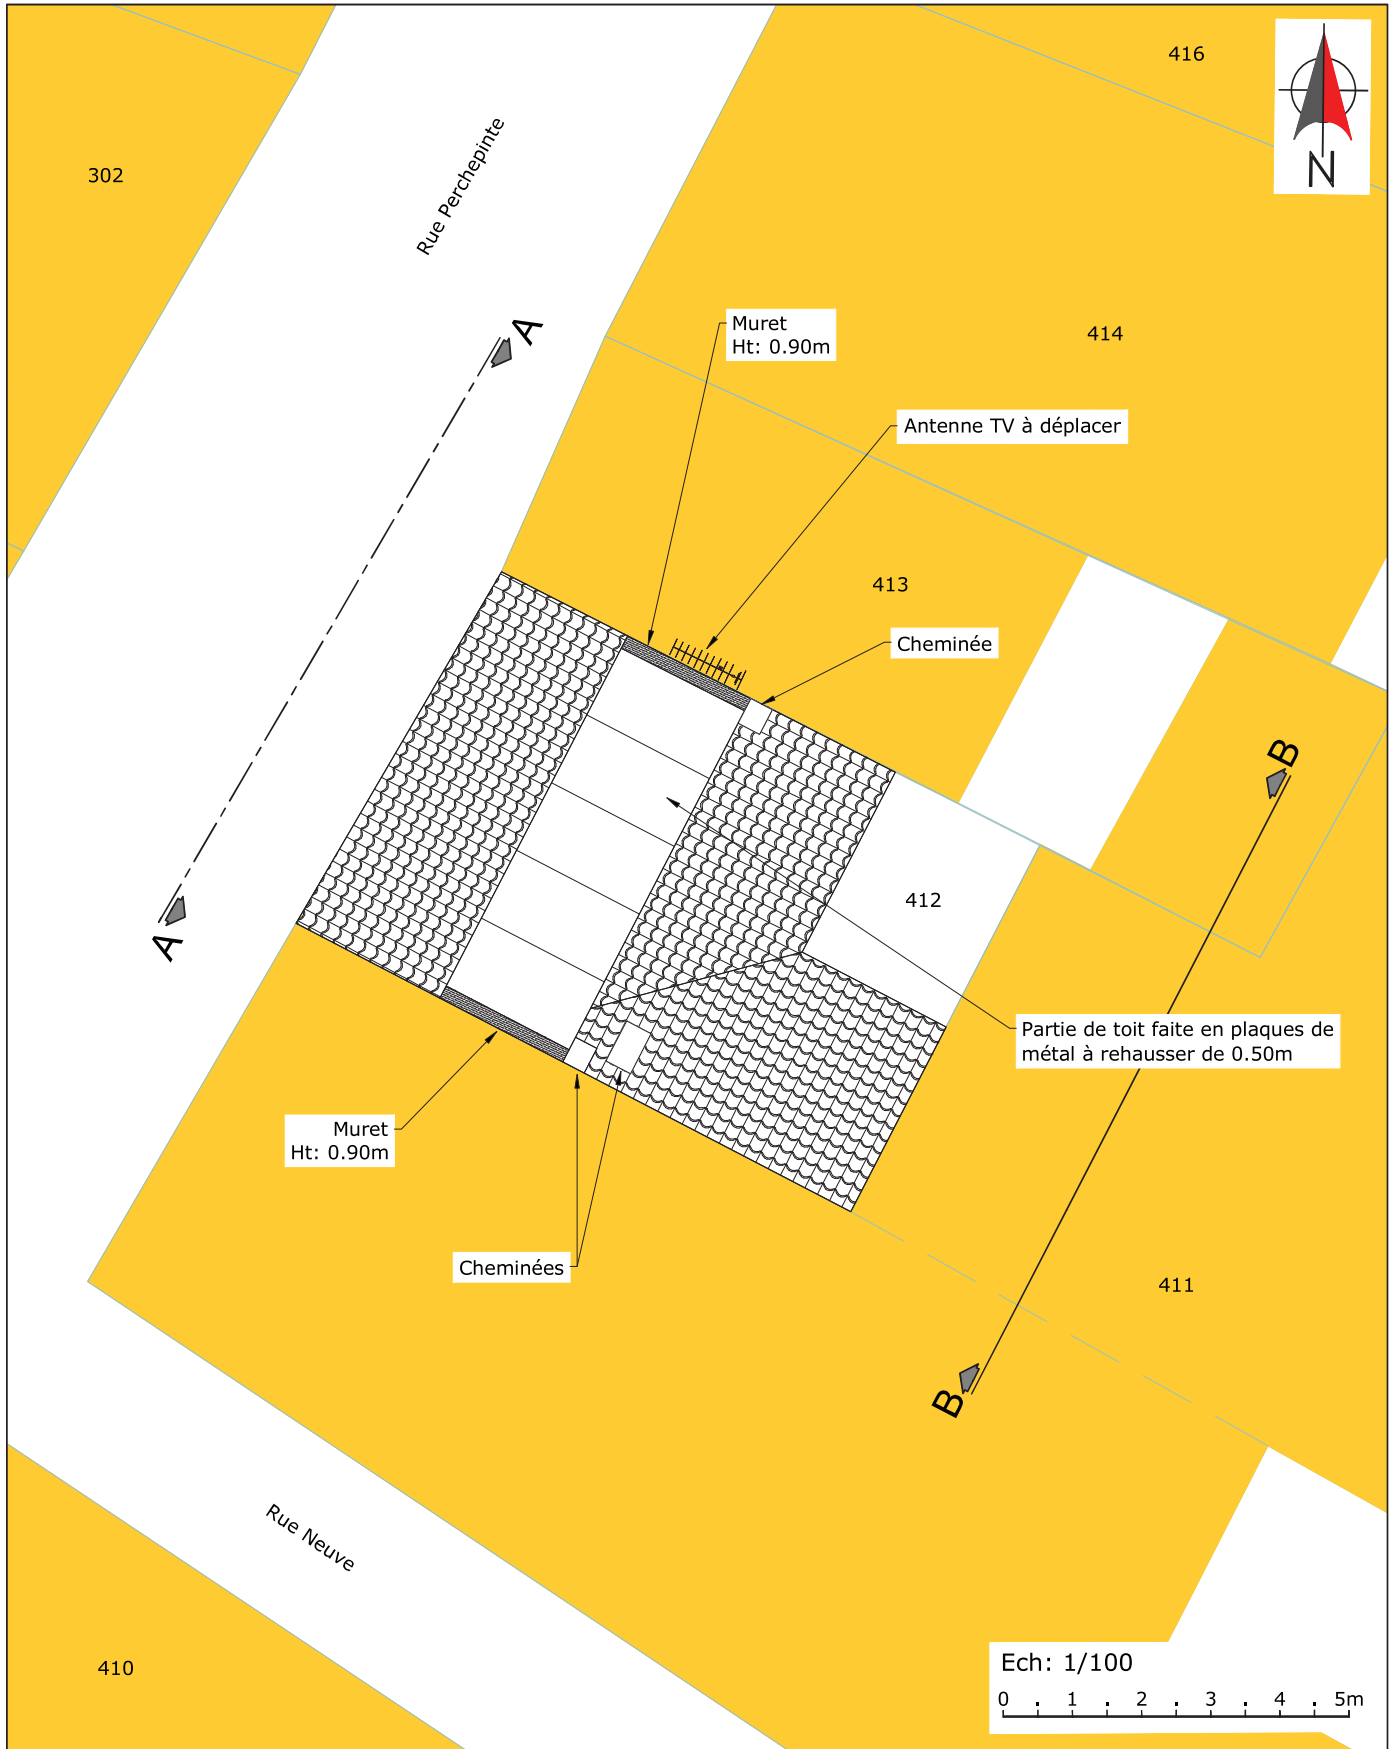 416
N
302
Rue Perchepinte
A
Muret
Ht: 0.90m
414
Antenne TV à déplacer
413
Cheminée
B
412
A
Partie de toit faite en plaques de
métal à rehausser de 0.50m
Muret
Ht: 0.90m
Cheminées
411
B
Rue Neuve
410
Ech: 1/100
0 1 2 3 4 5m